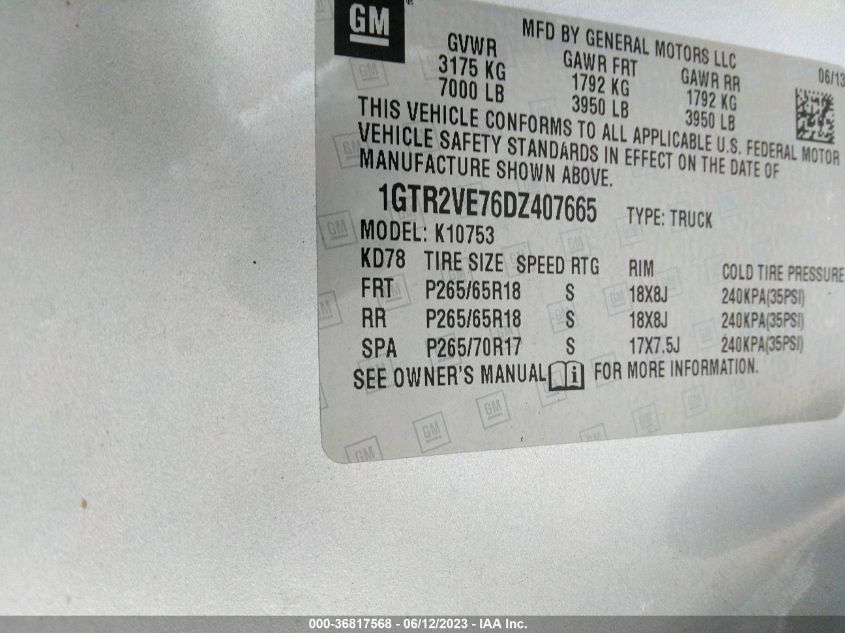 GM
MFD BY GENERAL MOTORS LLC
GVWR GAWR FRT GAWR RR 06/13
3175 KG 1792 KG 1792 KG
7000 LB 3950 LB 3950 LB
THIS VEHICLE CONFORMS TO ALL APPLICABLE U.S. FEDERAL MOTOR
VEHICLE SAFETY STANDARDS IN EFFECT ON THE DATE OF
MANUFACTURE SHOWN ABOVE.
1GTR2VE76DZ407665 TYPE: TRUCK
MODEL: K10753
KD78 TIRE SIZE SPEED RTG RIM COLD TIRE PRESSURE
FRT P265/65R18 S 18X8J 240KPA(35PSI)
RR P265/65R18 S 18X8J 240KPA(35PSI)
SPA P265/70R17 S 17X7.5J 240KPA(35PSI)
SEE OWNER'S MANUAL FOR MORE INFORMATION.
000-36817568 - 06/12/2023 - IAA Inc.